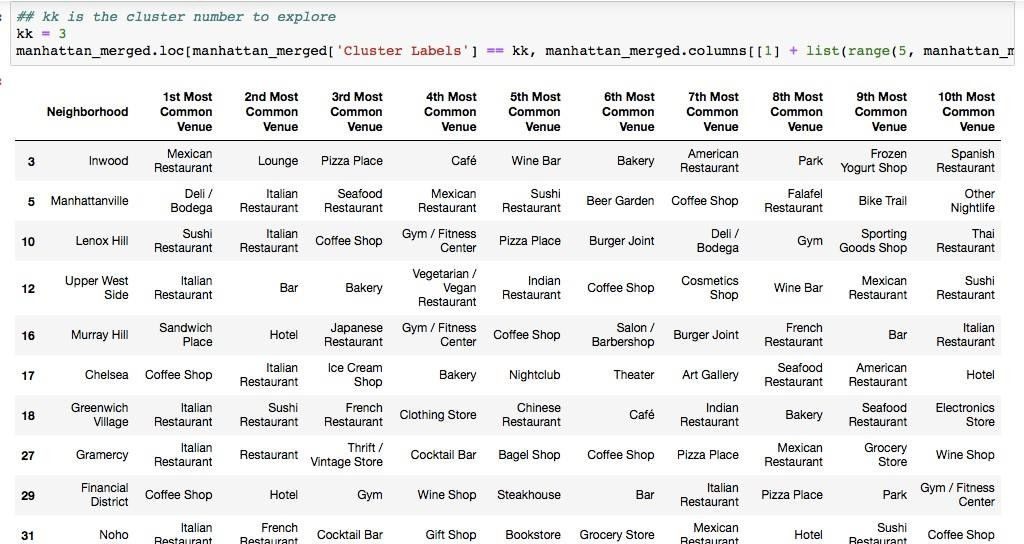 ## kk is the cluster number to explore
kk = 3
manhattan_merged.loc[manhattan_merged['Cluster Labels'] == kk, manhattan_merged.columns[[1] + list(range(5, manhattan_m
Neighborhood 1st Most Common Venue 2nd Most Common Venue 3rd Most Common Venue 4th Most Common Venue 5th Most Common Venue 6th Most Common Venue 7th Most Common Venue 8th Most Common Venue 9th Most Common Venue 10th Most Common Venue
3 Inwood Mexican Restaurant Lounge Pizza Place Café Wine Bar Bakery American Restaurant Park Frozen Yogurt Shop Spanish Restaurant
5 Manhattanville Deli / Bodega Italian Restaurant Seafood Restaurant Mexican Restaurant Sushi Restaurant Beer Garden Coffee Shop Falafel Restaurant Bike Trail Other Nightlife
10 Lenox Hill Sushi Restaurant Italian Restaurant Coffee Shop Gym / Fitness Center Pizza Place Burger Joint Deli / Bodega Gym Sporting Goods Shop Thai Restaurant
12 Upper West Side Italian Restaurant Bar Bakery Vegetarian / Vegan Restaurant Indian Restaurant Coffee Shop Cosmetics Shop Wine Bar Mexican Restaurant Sushi Restaurant
16 Murray Hill Sandwich Place Hotel Japanese Restaurant Gym / Fitness Center Coffee Shop Salon / Barbershop Burger Joint French Restaurant Bar Italian Restaurant
17 Chelsea Coffee Shop Italian Restaurant Ice Cream Shop Bakery Nightclub Theater Art Gallery Seafood Restaurant American Restaurant Hotel
18 Greenwich Village Italian Restaurant Sushi Restaurant French Restaurant Clothing Store Chinese Restaurant Café Indian Restaurant Bakery Seafood Restaurant Electronics Store
27 Gramercy Italian Restaurant Restaurant Thrift / Vintage Store Cocktail Bar Bagel Shop Coffee Shop Pizza Place Mexican Restaurant Grocery Store Wine Shop
29 Financial District Coffee Shop Hotel Gym Wine Shop Steakhouse Bar Italian Restaurant Pizza Place Park Gym / Fitness Center
31 Noho Italian Restaurant French Restaurant Cocktail Bar Gift Shop Bookstore Grocery Store Mexican Restaurant Hotel Sushi Restaurant Coffee Shop